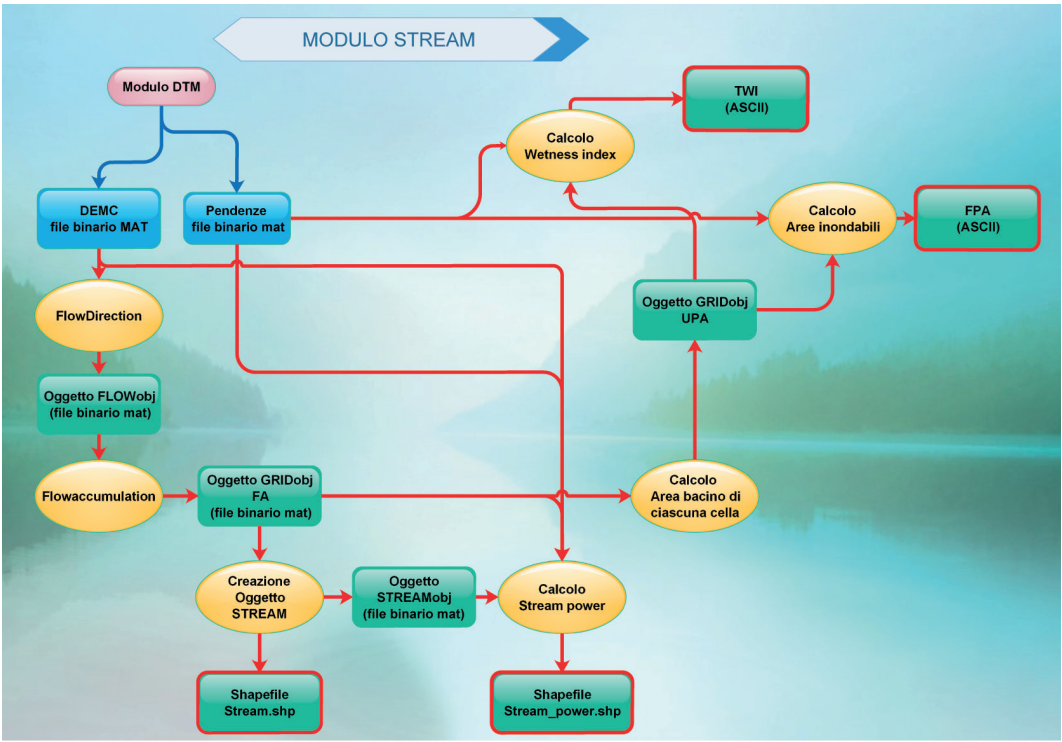 MODULO STREAM
Modulo DTM
TWI
(ASCII)
Calcolo
Wetness index
DEMC
file binario MAT
Pendenze
file binario mat
Calcolo
Aree inondabili
FPA
(ASCII)
FlowDirection
Oggetto GRIDobj
UPA
Oggetto FLOWobj
(file binario mat)
Flowaccumulation
Oggetto GRIDobj
FA
(file binario mat)
Calcolo
Area bacino di
ciascuna cella
Creazione
Oggetto
STREAM
Oggetto
STREAMobj
(file binario mat)
Calcolo
Stream power
Shapefile
Stream.shp
Shapefile
Stream_power.shp